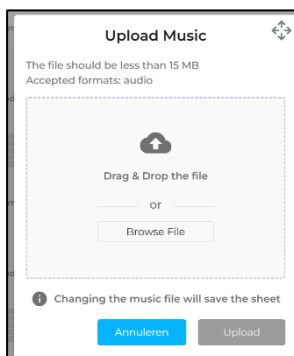 Upload Music
The file should be less than 15 MB
Accepted formats: audio
Drag & Drop the file
or
Browse File
Changing the music file will save the sheet
Annuleren
Upload